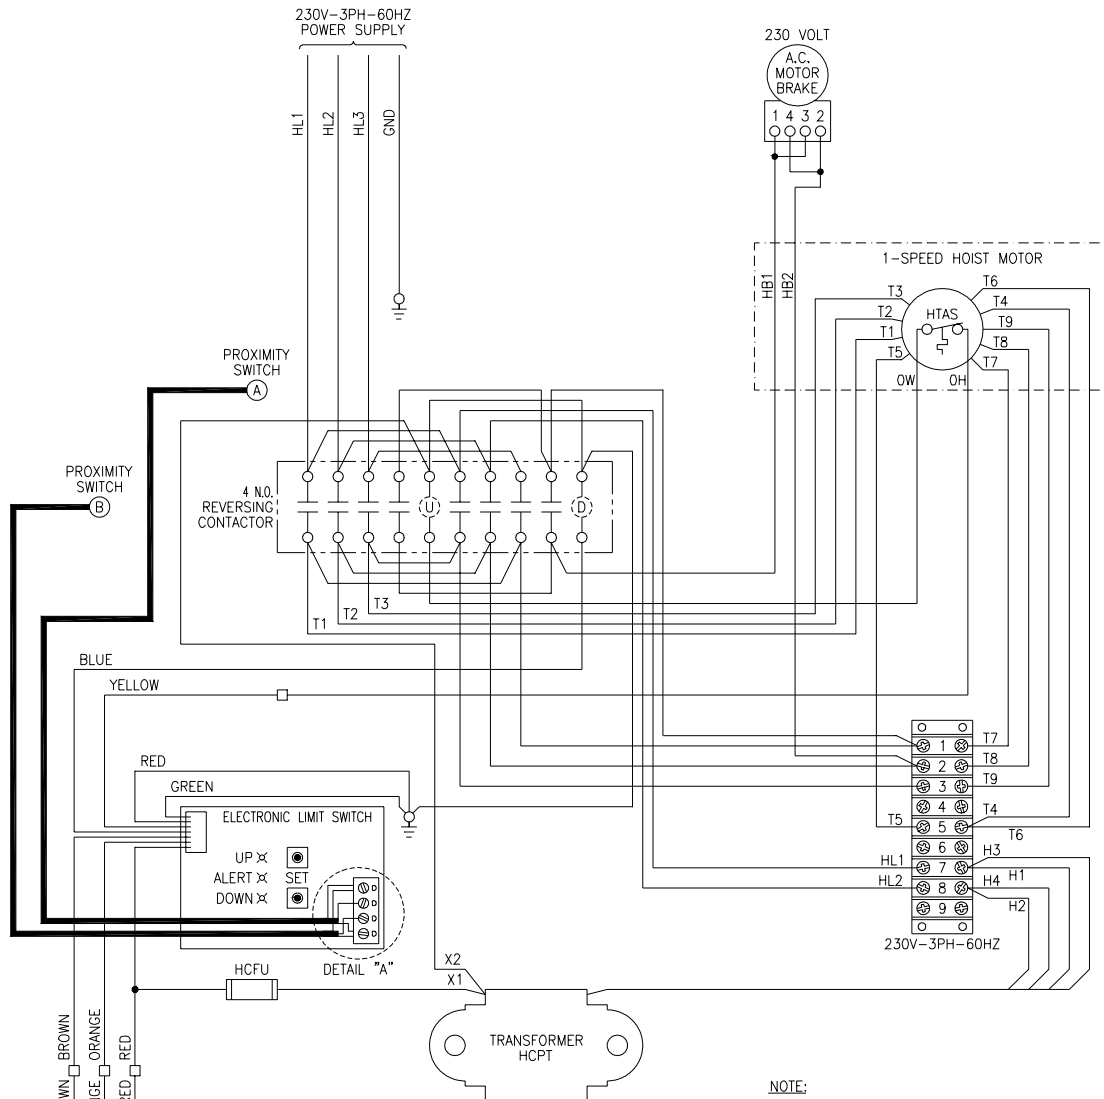 230V-3PH-60HZ
POWER SUPPLY
HL1
HL2
HL3
GND
230 VOLT
A.C.
MOTOR
BRAKE
1 4 3 2
HB1
HB2
1-SPEED HOIST MOTOR
HTAS
T3
T2
T1
T5
T6
T4
T9
T8
T7
OW
OH
PROXIMITY
SWITCH
A
PROXIMITY
SWITCH
B
4 N.O.
REVERSING
CONTACTOR
U
D
T1
T2
T3
BLUE
YELLOW
RED
GREEN
ELECTRONIC LIMIT SWITCH
UP
ALERT
DOWN
SET
DETAIL "A"
1 T7
2 T8
3 T9
4 T4
T5 5
T6
6
H3
HL1 7
H1
HL2 8 H4
H2
9
230V-3PH-60HZ
HCFU
X2
X1
TRANSFORMER
HCPT
BROWN
ORANGE
RED
WN
GE
RED
NOTE: